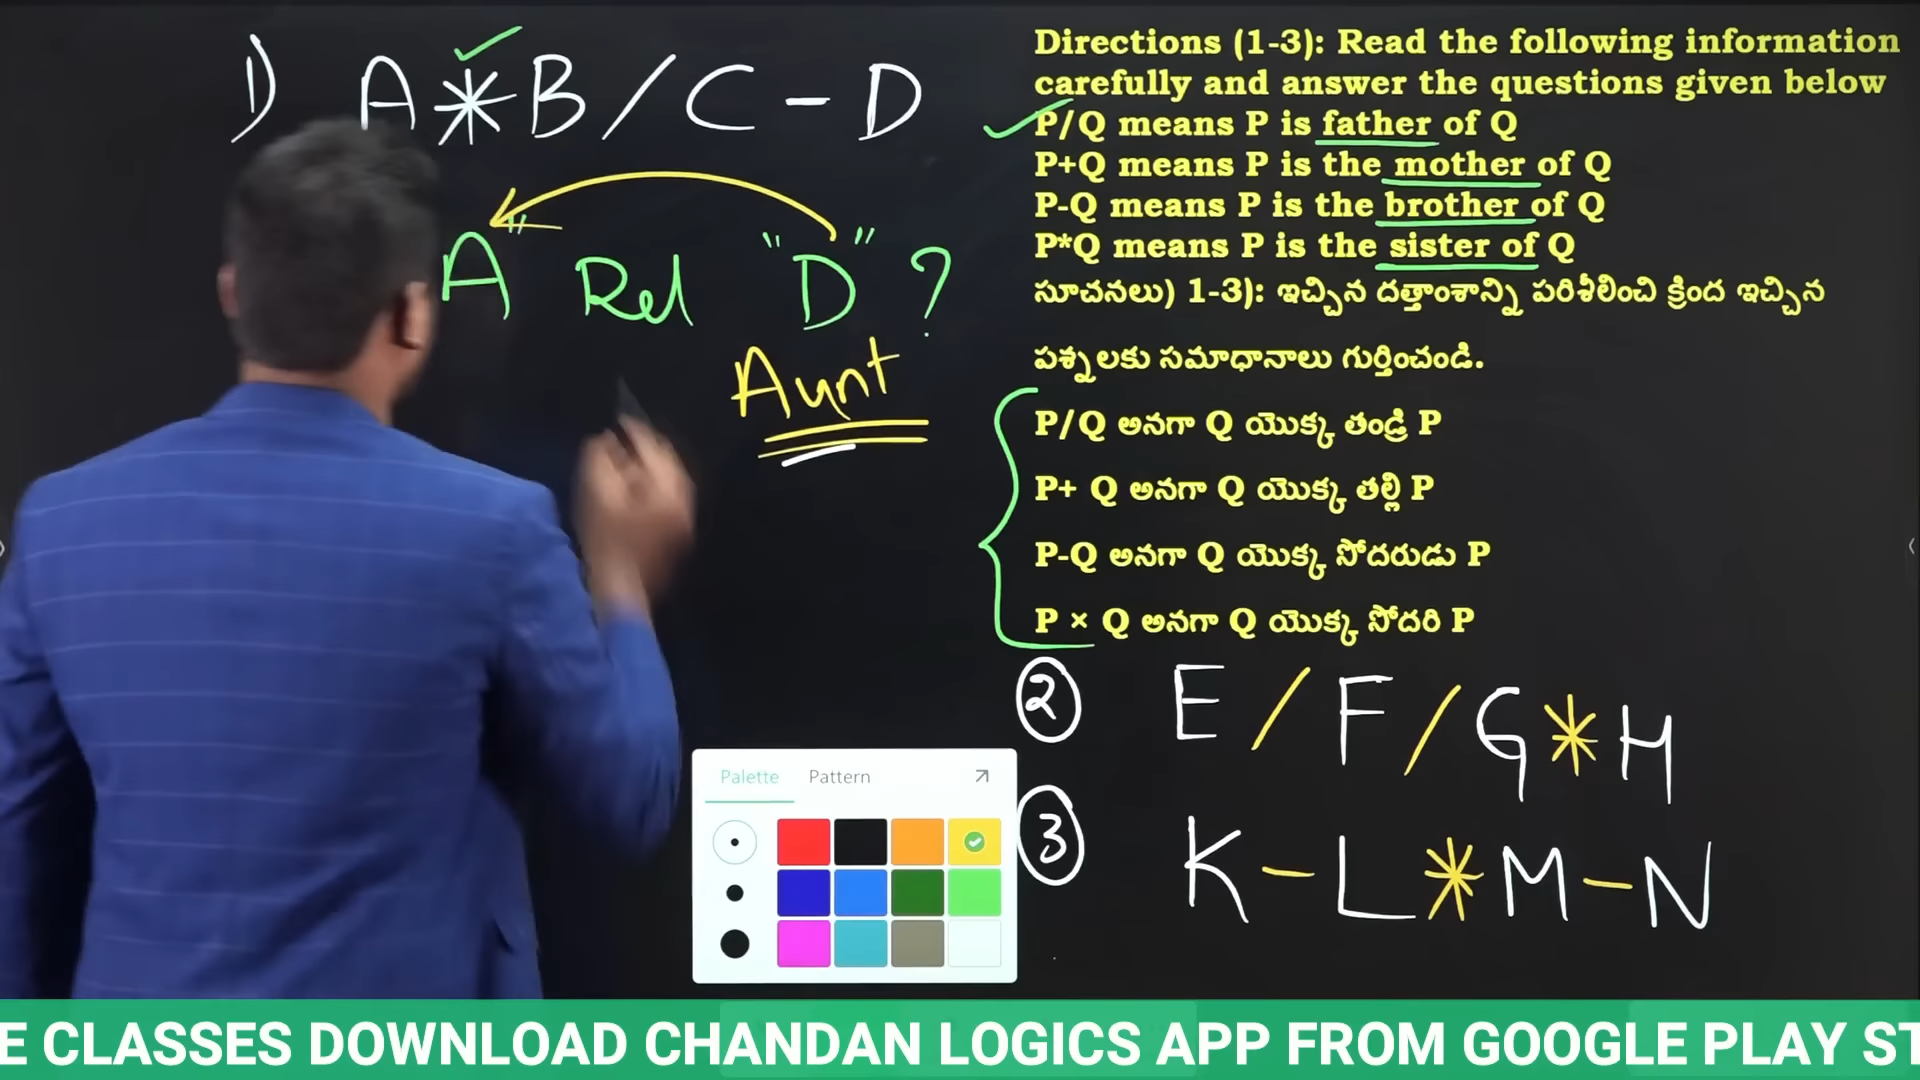 1) A * B / C - D
"A" Rel "D" ?
Aunt
Directions (1-3): Read the following information
carefully and answer the questions given below
P/Q means P is father of Q
P+Q means P is the mother of Q
P-Q means P is the brother of Q
P*Q means P is the sister of Q
సూచనలు) 1-3): ఇచ్చిన దత్తాంశాన్ని పరిశీలించి క్రింద ఇచ్చిన
పశ్నలకు సమాధానాలు గుర్తించండి.
P/Q అనగా Q యొక్క తండ్రి P
P+ Q అనగా Q యొక్క తల్లి P
P-Q అనగా Q యొక్క సోదరుడు P
P × Q అనగా Q యొక్క సోదరి P
2 E / F / G * H
3 K - L * M - N
Palette Pattern
E CLASSES DOWNLOAD CHANDAN LOGICS APP FROM GOOGLE PLAY ST